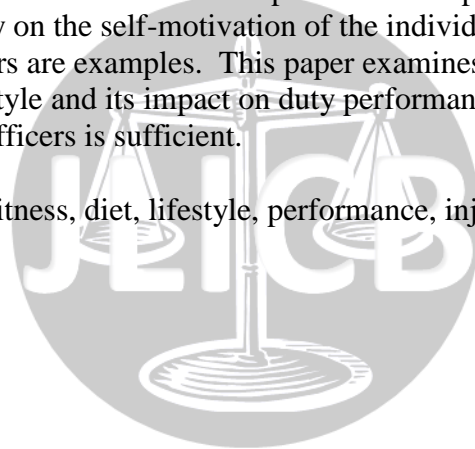 y on the self-motivation of the individ
rs are examples. This paper examines
tyle and its impact on duty performan
fficers is sufficient.
itness, diet, lifestyle, performance, inj
JLICB